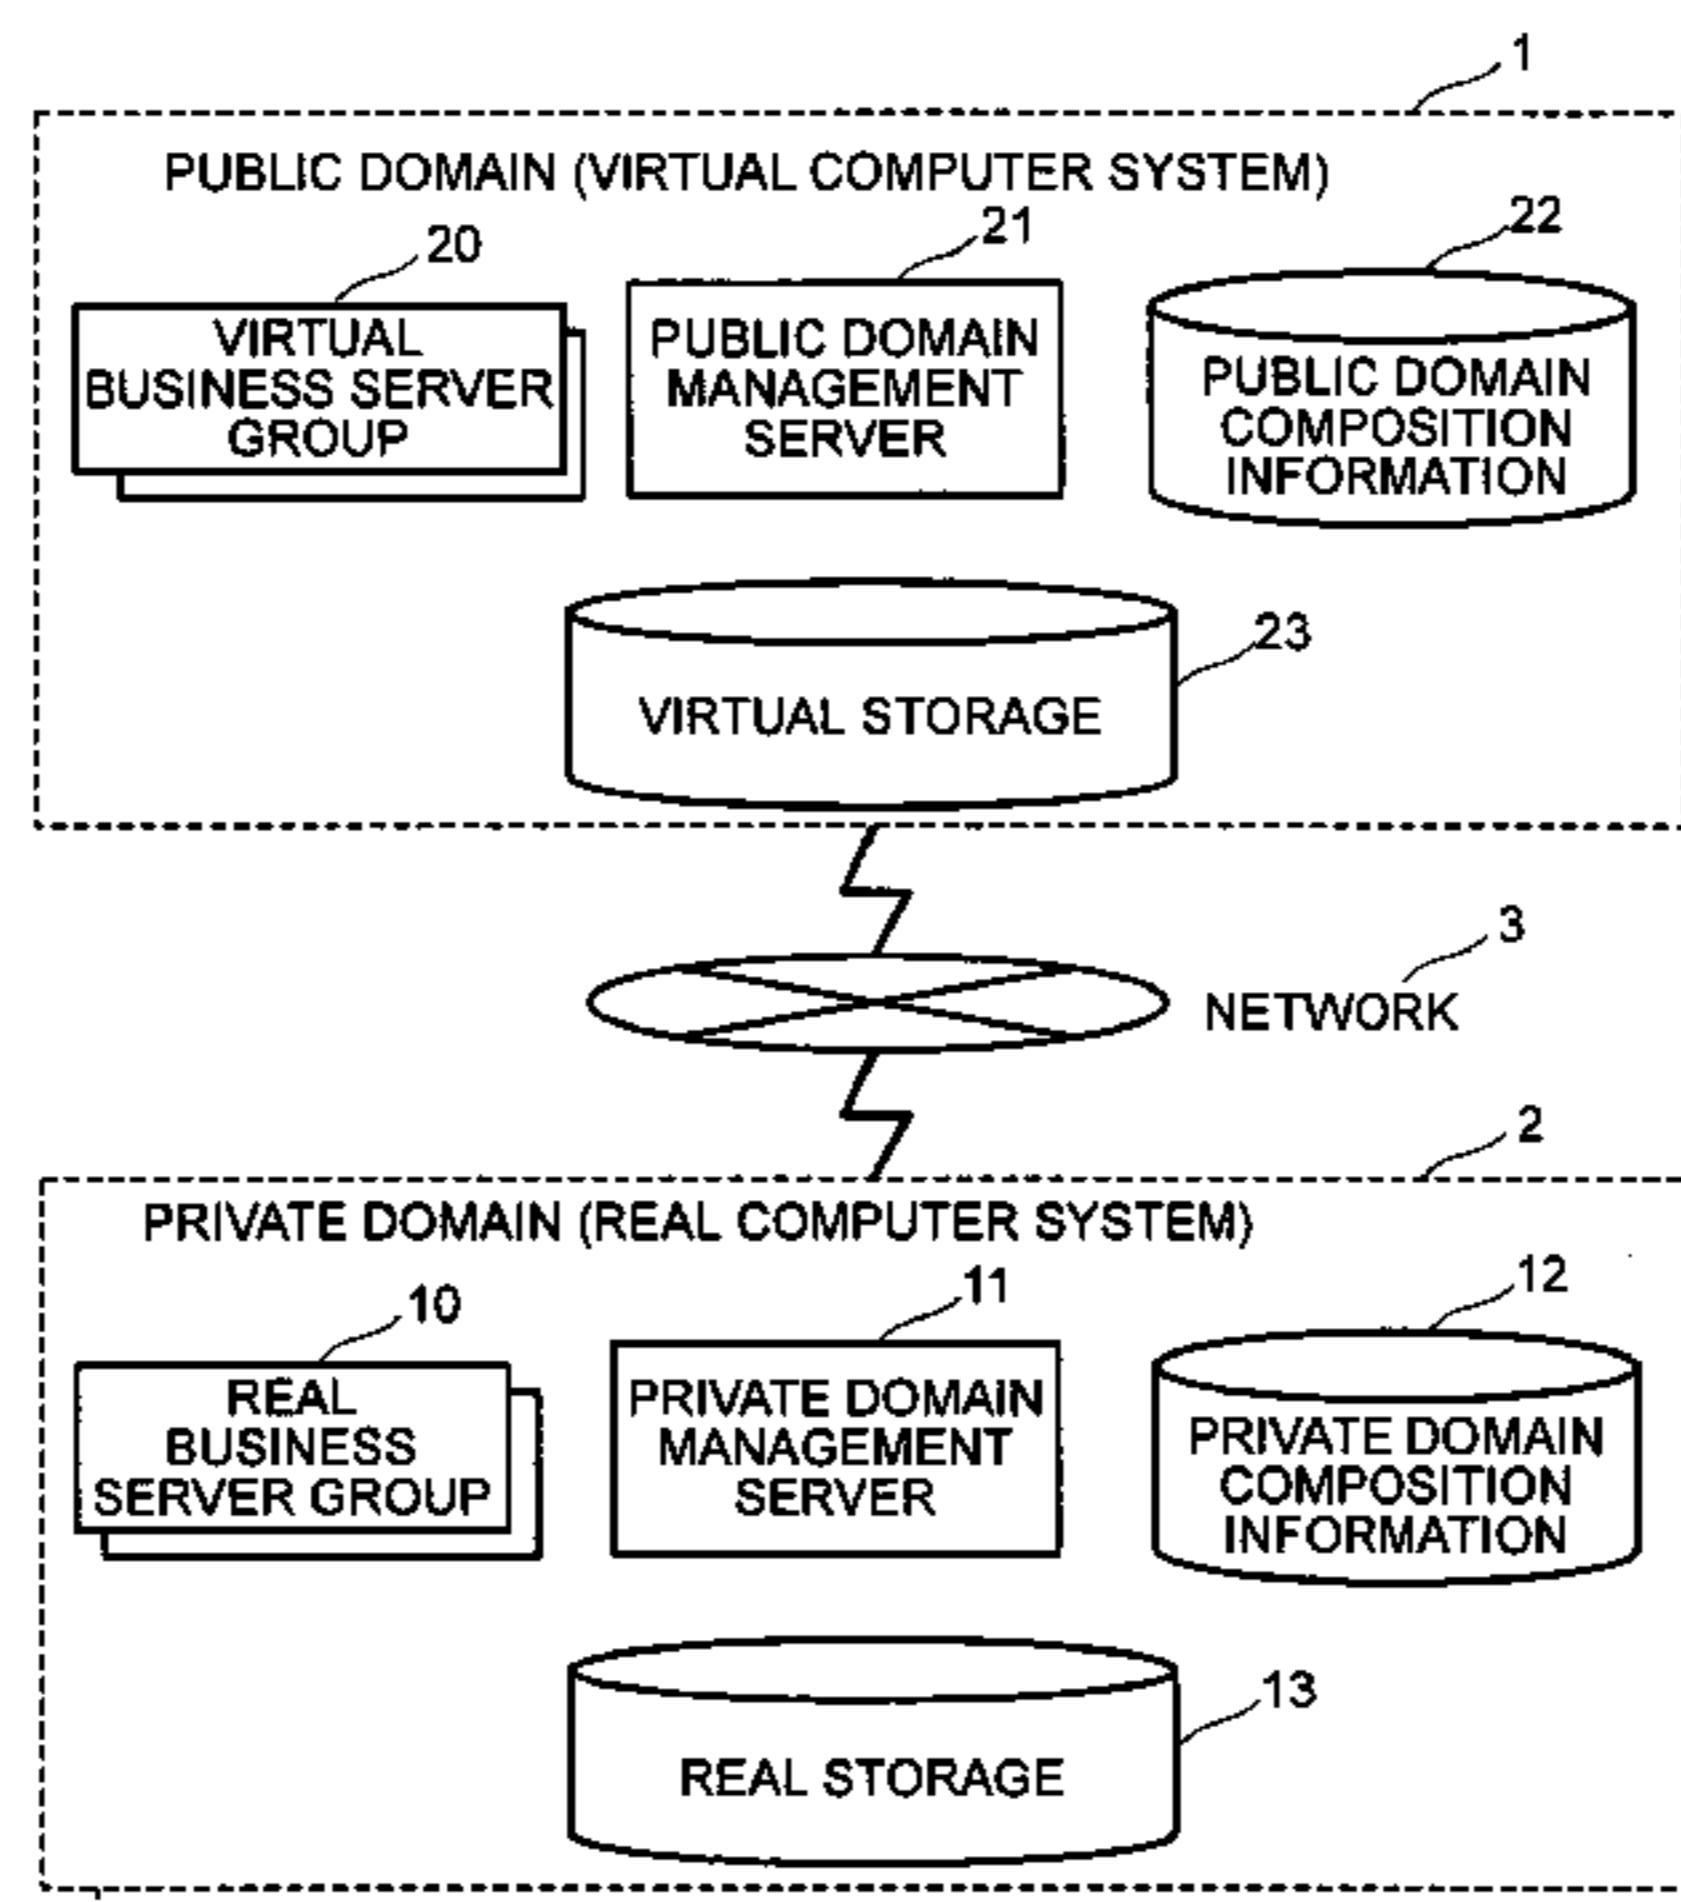 1
PUBLIC DOMAIN (VIRTUAL COMPUTER SYSTEM)
20
21
22
VIRTUAL
BUSINESS SERVER
GROUP
PUBLIC DOMAIN
MANAGEMENT
SERVER
PUBLIC DOMAIN
COMPOSITION
INFORMATION
23
VIRTUAL STORAGE
3
NETWORK
2
PRIVATE DOMAIN (REAL COMPUTER SYSTEM)
10
11
12
REAL
BUSINESS
SERVER GROUP
PRIVATE DOMAIN
MANAGEMENT
SERVER
PRIVATE DOMAIN
COMPOSITION
INFORMATION
13
REAL STORAGE